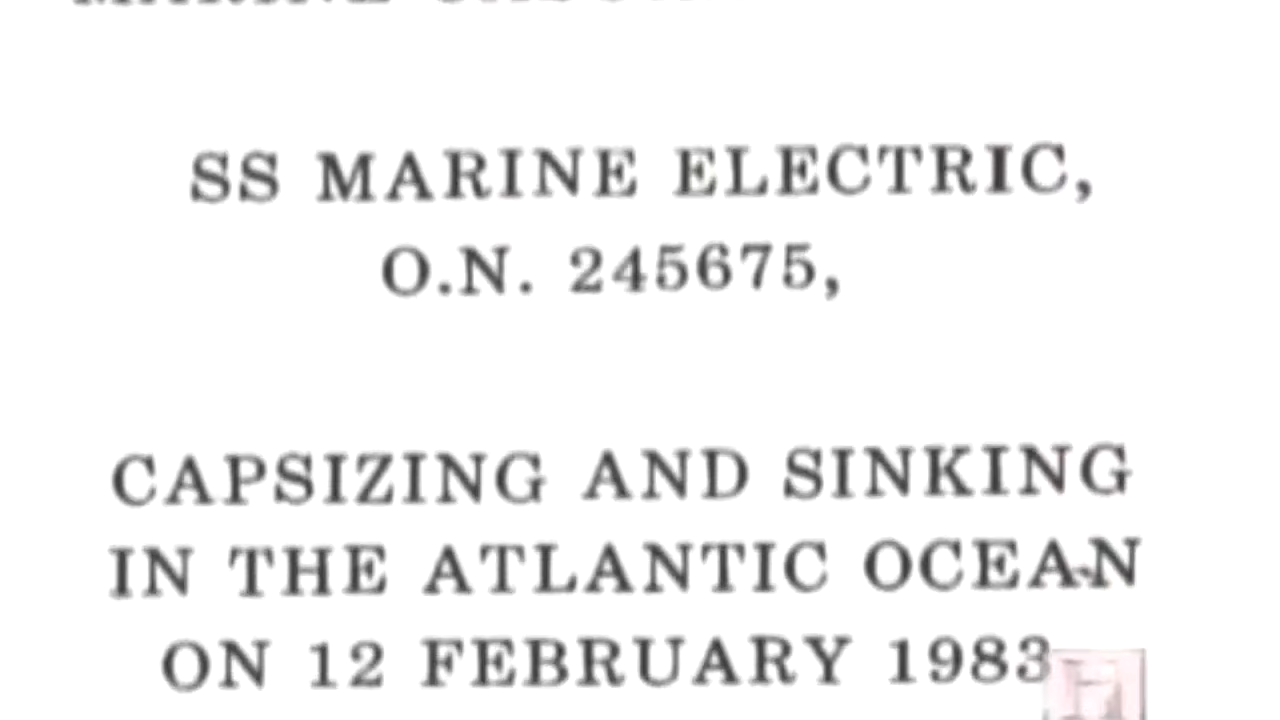 SS MARINE ELECTRIC,
O.N. 245675,
CAPSIZING AND SINKING
IN THE ATLANTIC OCEAN
ON 12 FEBRUARY 1983